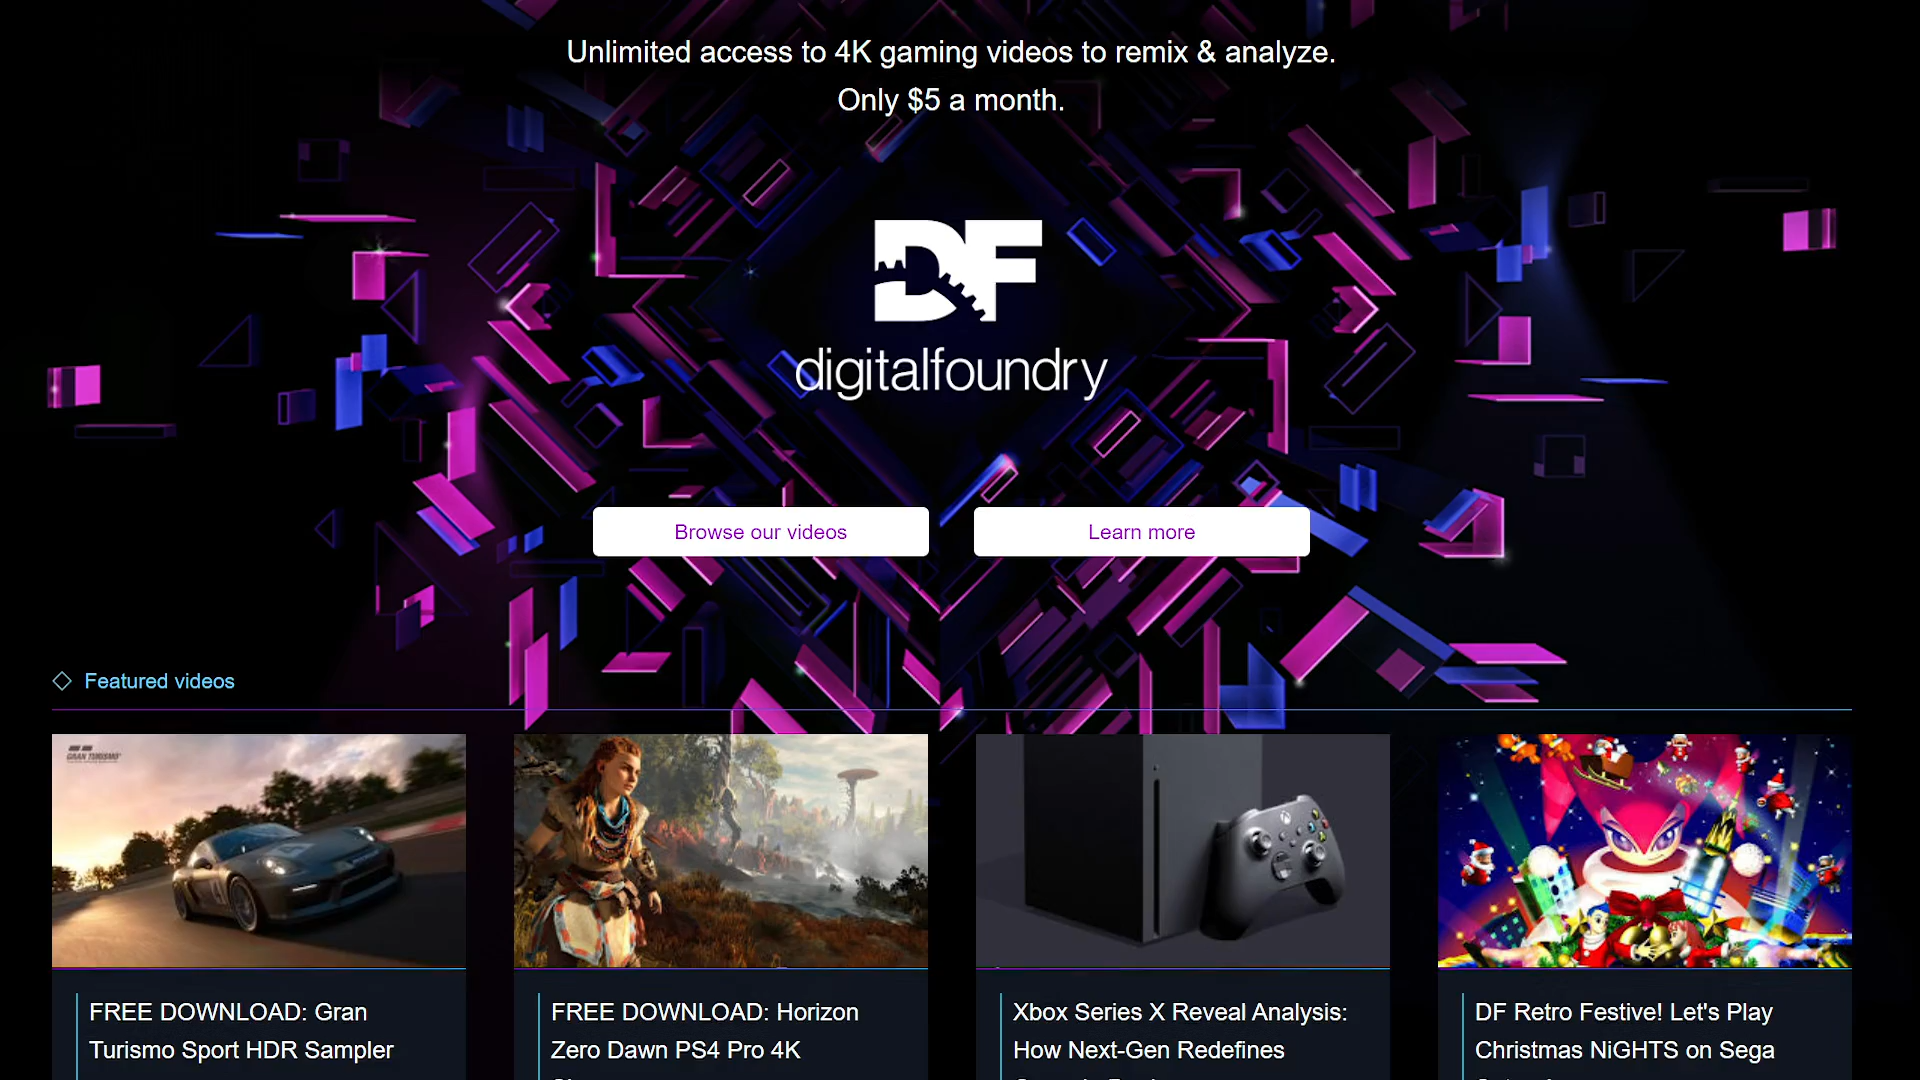 Unlimited access to 4K gaming videos to remix & analyze.
Only $5 a month.
DF
digitalfoundry
Browse our videos
Learn more
Featured videos
GRAN TURISMO
FREE DOWNLOAD: Gran
Turismo Sport HDR Sampler
FREE DOWNLOAD: Horizon
Zero Dawn PS4 Pro 4K
Xbox Series X Reveal Analysis:
How Next-Gen Redefines
DF Retro Festive! Let's Play
Christmas NiGHTS on Sega